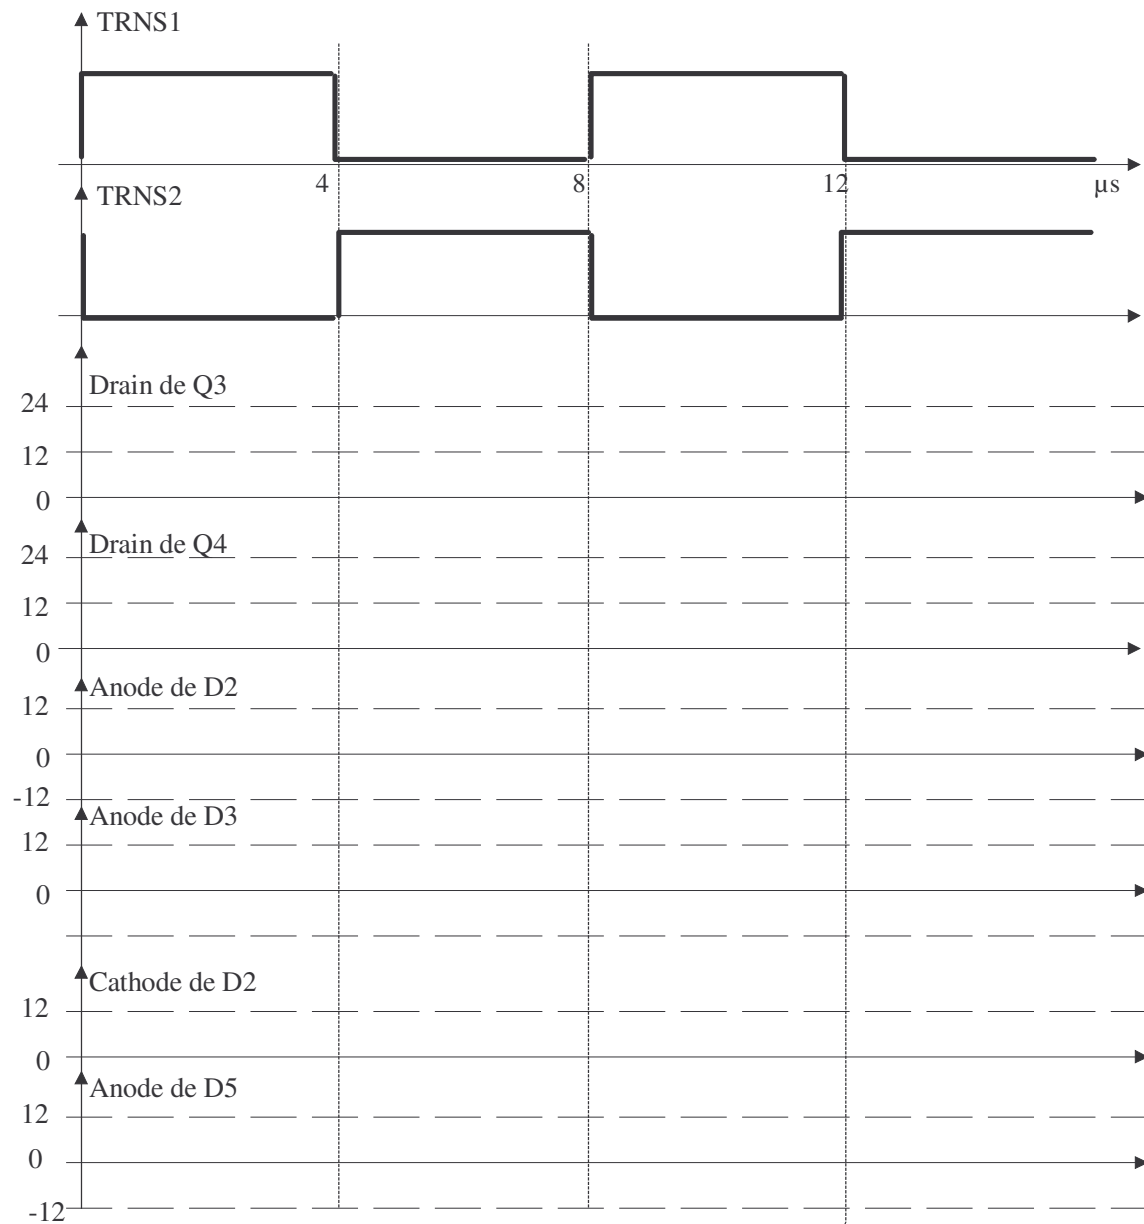 TRNS1
4 8 12 µs
TRNS2
Drain de Q3
24
12
0
Drain de Q4
24
12
0
Anode de D2
12
0
-12
Anode de D3
12
0
Cathode de D2
12
0
Anode de D5
12
0
-12